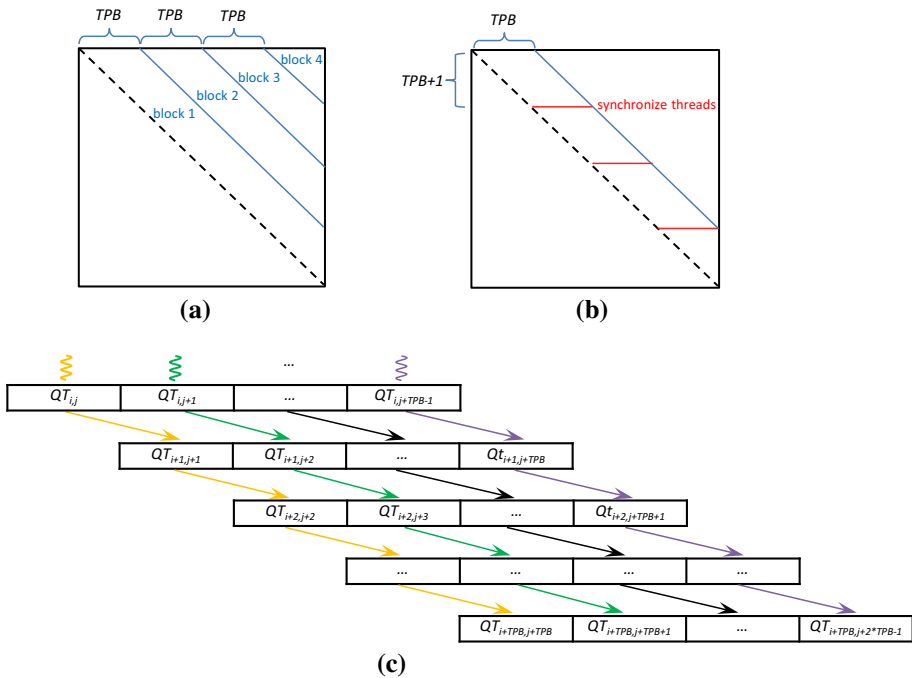 TPB TPB TPB
block 4
block 3
block 2
block 1
(a)
TPB
TPB+1
synchronize threads
(b)
...
QTi,j QTi,j+1 ... QTi,j+TPB-1
QTi+1,j+1 QTi+1,j+2 ... Qti+1,j+TPB
QTi+2,j+2 QTi+2,j+3 ... Qti+2,j+TPB+1
... ... ... ...
QTi+TPB,j+TPB QTi+TPB,j+TPB+1 ... QTi+TPB,j+2*TPB-1
(c)